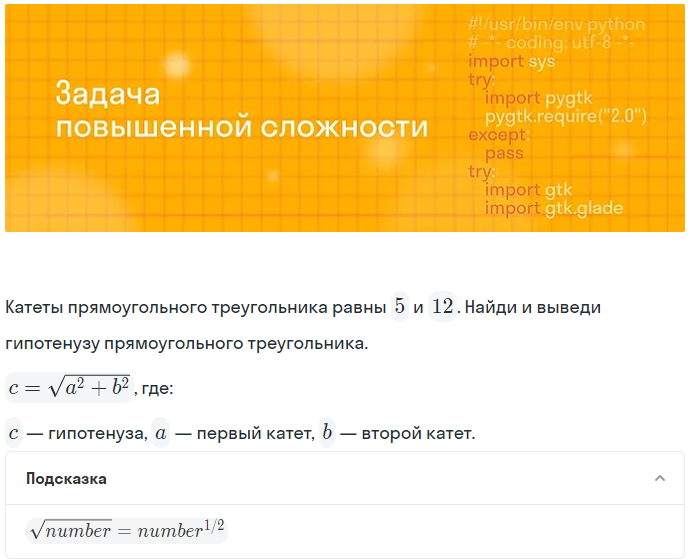 #!/usr/bin/env python
# -*- coding: utf-8 -*-
import sys
try:
import pygtk
pygtk.require("2.0")
except:
pass
try:
import gtk
import gtk.glade
Задача
повышенной сложности
Катеты прямоугольного треугольника равны 5 и 12. Найди и выведи
гипотенузу прямоугольного треугольника.
c = √(a² + b²), где:
c — гипотенуза, a — первый катет, b — второй катет.
Подсказка
√number = number^{1/2}